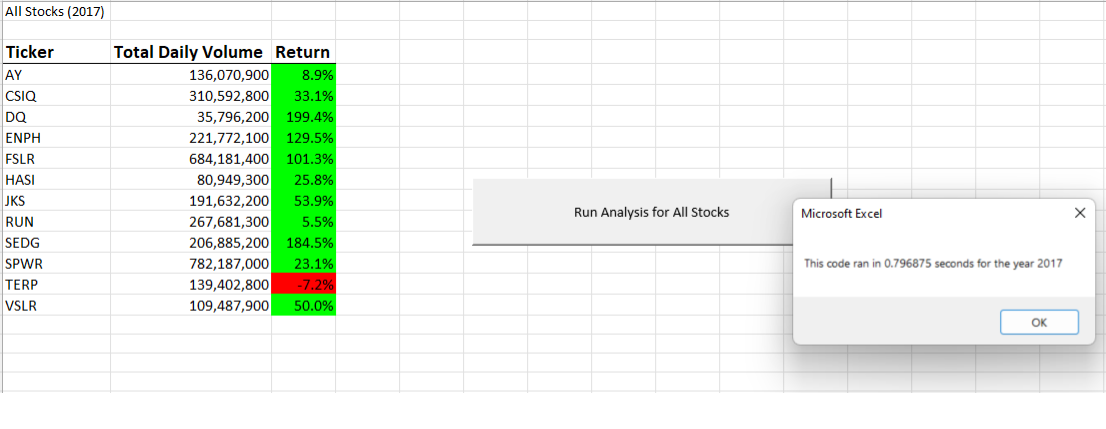 All Stocks (2017)
Ticker Total Daily Volume Return
AY 136,070,900 8.9%
CSIQ 310,592,800 33.1%
DQ 35,796,200 199.4%
ENPH 221,772,100 129.5%
FSLR 684,181,400 101.3%
HASI 80,949,300 25.8%
JKS 191,632,200 53.9%
RUN 267,681,300 5.5%
SEDG 206,885,200 184.5%
SPWR 782,187,000 23.1%
TERP 139,402,800 -7.2%
VSLR 109,487,900 50.0%
Run Analysis for All Stocks
Microsoft Excel
This code ran in 0.796875 seconds for the year 2017
OK